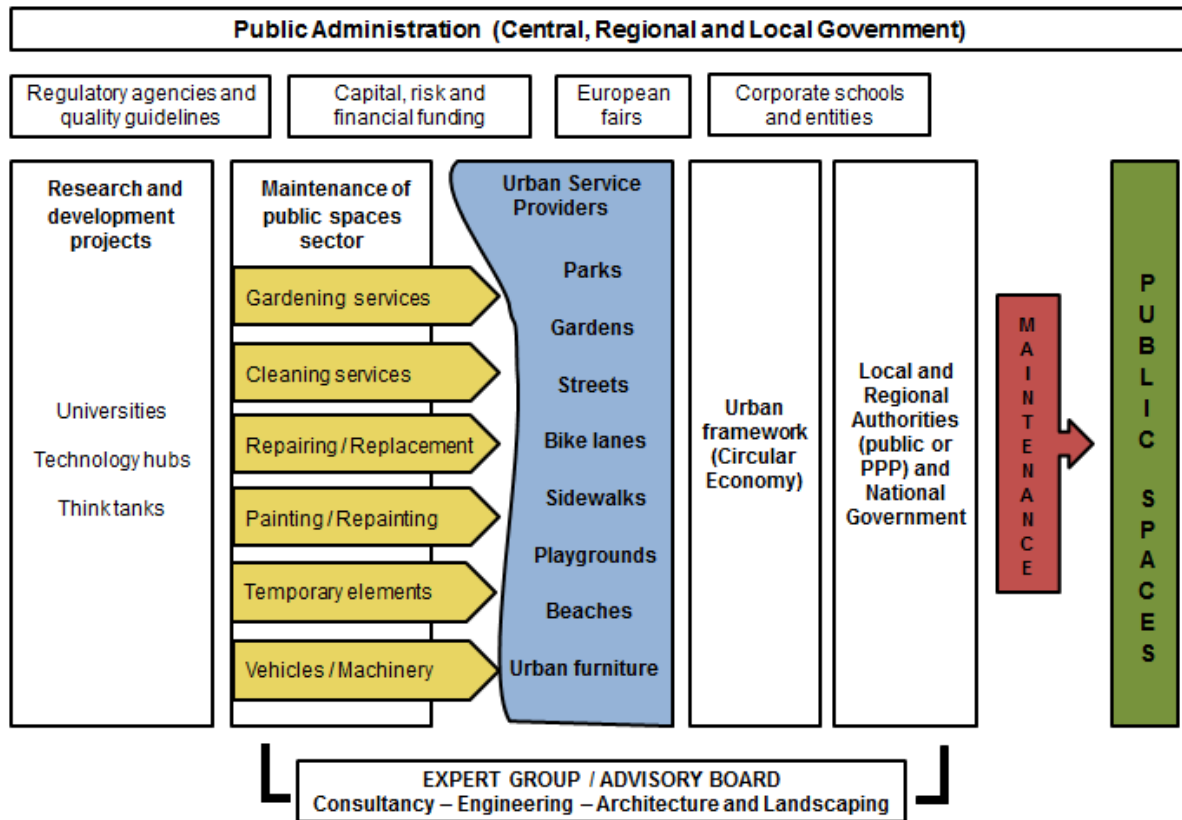 Public Administration (Central, Regional and Local Government)
Regulatory agencies and
quality guidelines
Capital, risk and
financial funding
European
fairs
Corporate schools
and entities
Research and
development
projects
Universities
Technology hubs
Think tanks
Maintenance of
public spaces
sector
Gardening services
Cleaning services
Repairing / Replacement
Painting / Repainting
Temporary elements
Vehicles / Machinery
Urban Service
Providers
Parks
Gardens
Streets
Bike lanes
Sidewalks
Playgrounds
Beaches
Urban furniture
Urban
framework
(Circular
Economy)
Local and
Regional
Authorities
(public or
PPP) and
National
Government
MAINTENANCE
PUBLIC SPACES
EXPERT GROUP / ADVISORY BOARD
Consultancy – Engineering – Architecture and Landscaping